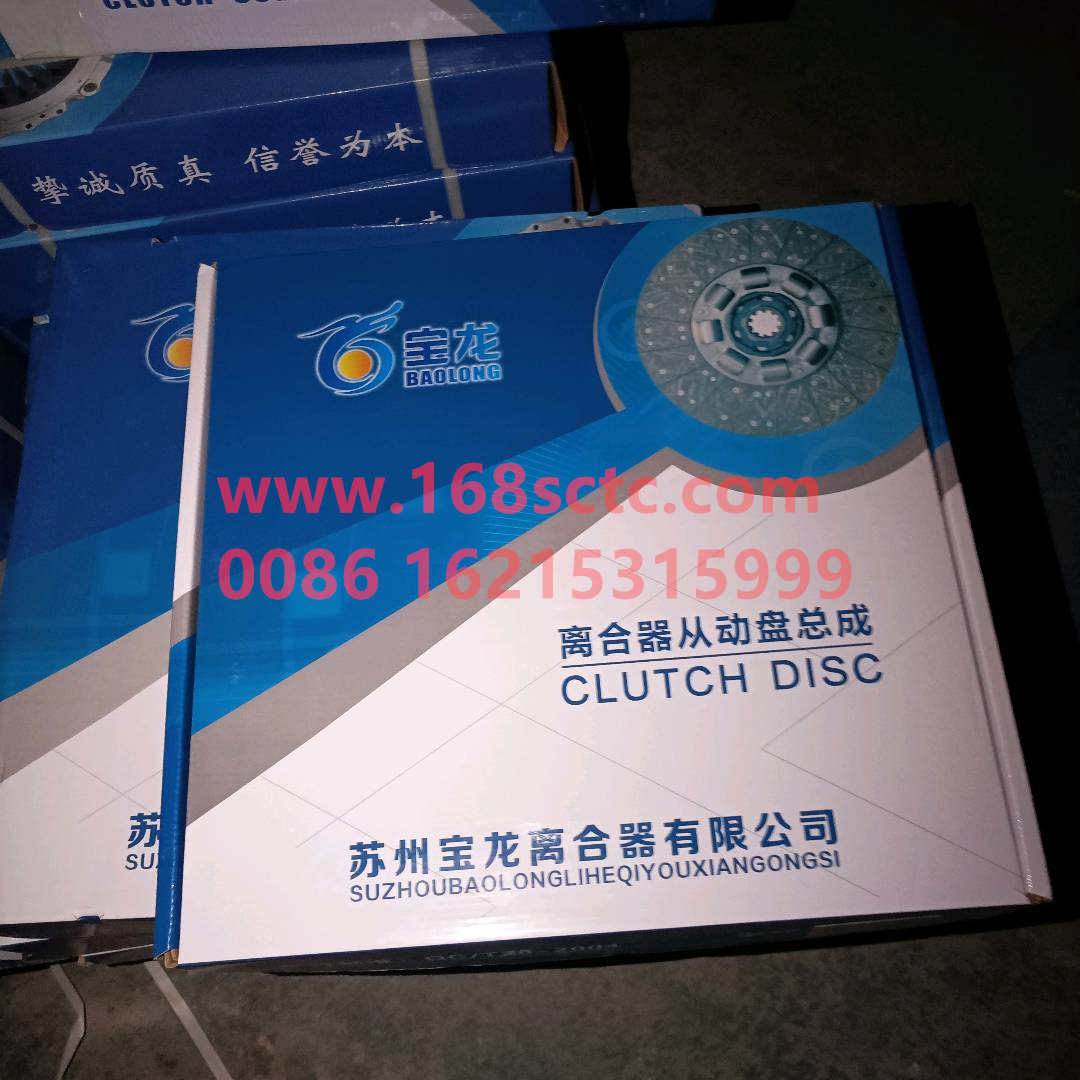 挚诚质真 信誉为本
宝龙
BAOLONG
www.168sctc.com
0086 16215315999
离合器从动盘总成
CLUTCH DISC
苏州宝龙离合器有限公司
SUZHOUBAOLONGLIHEQIYOUXIANGONGSI
苏
SUZ